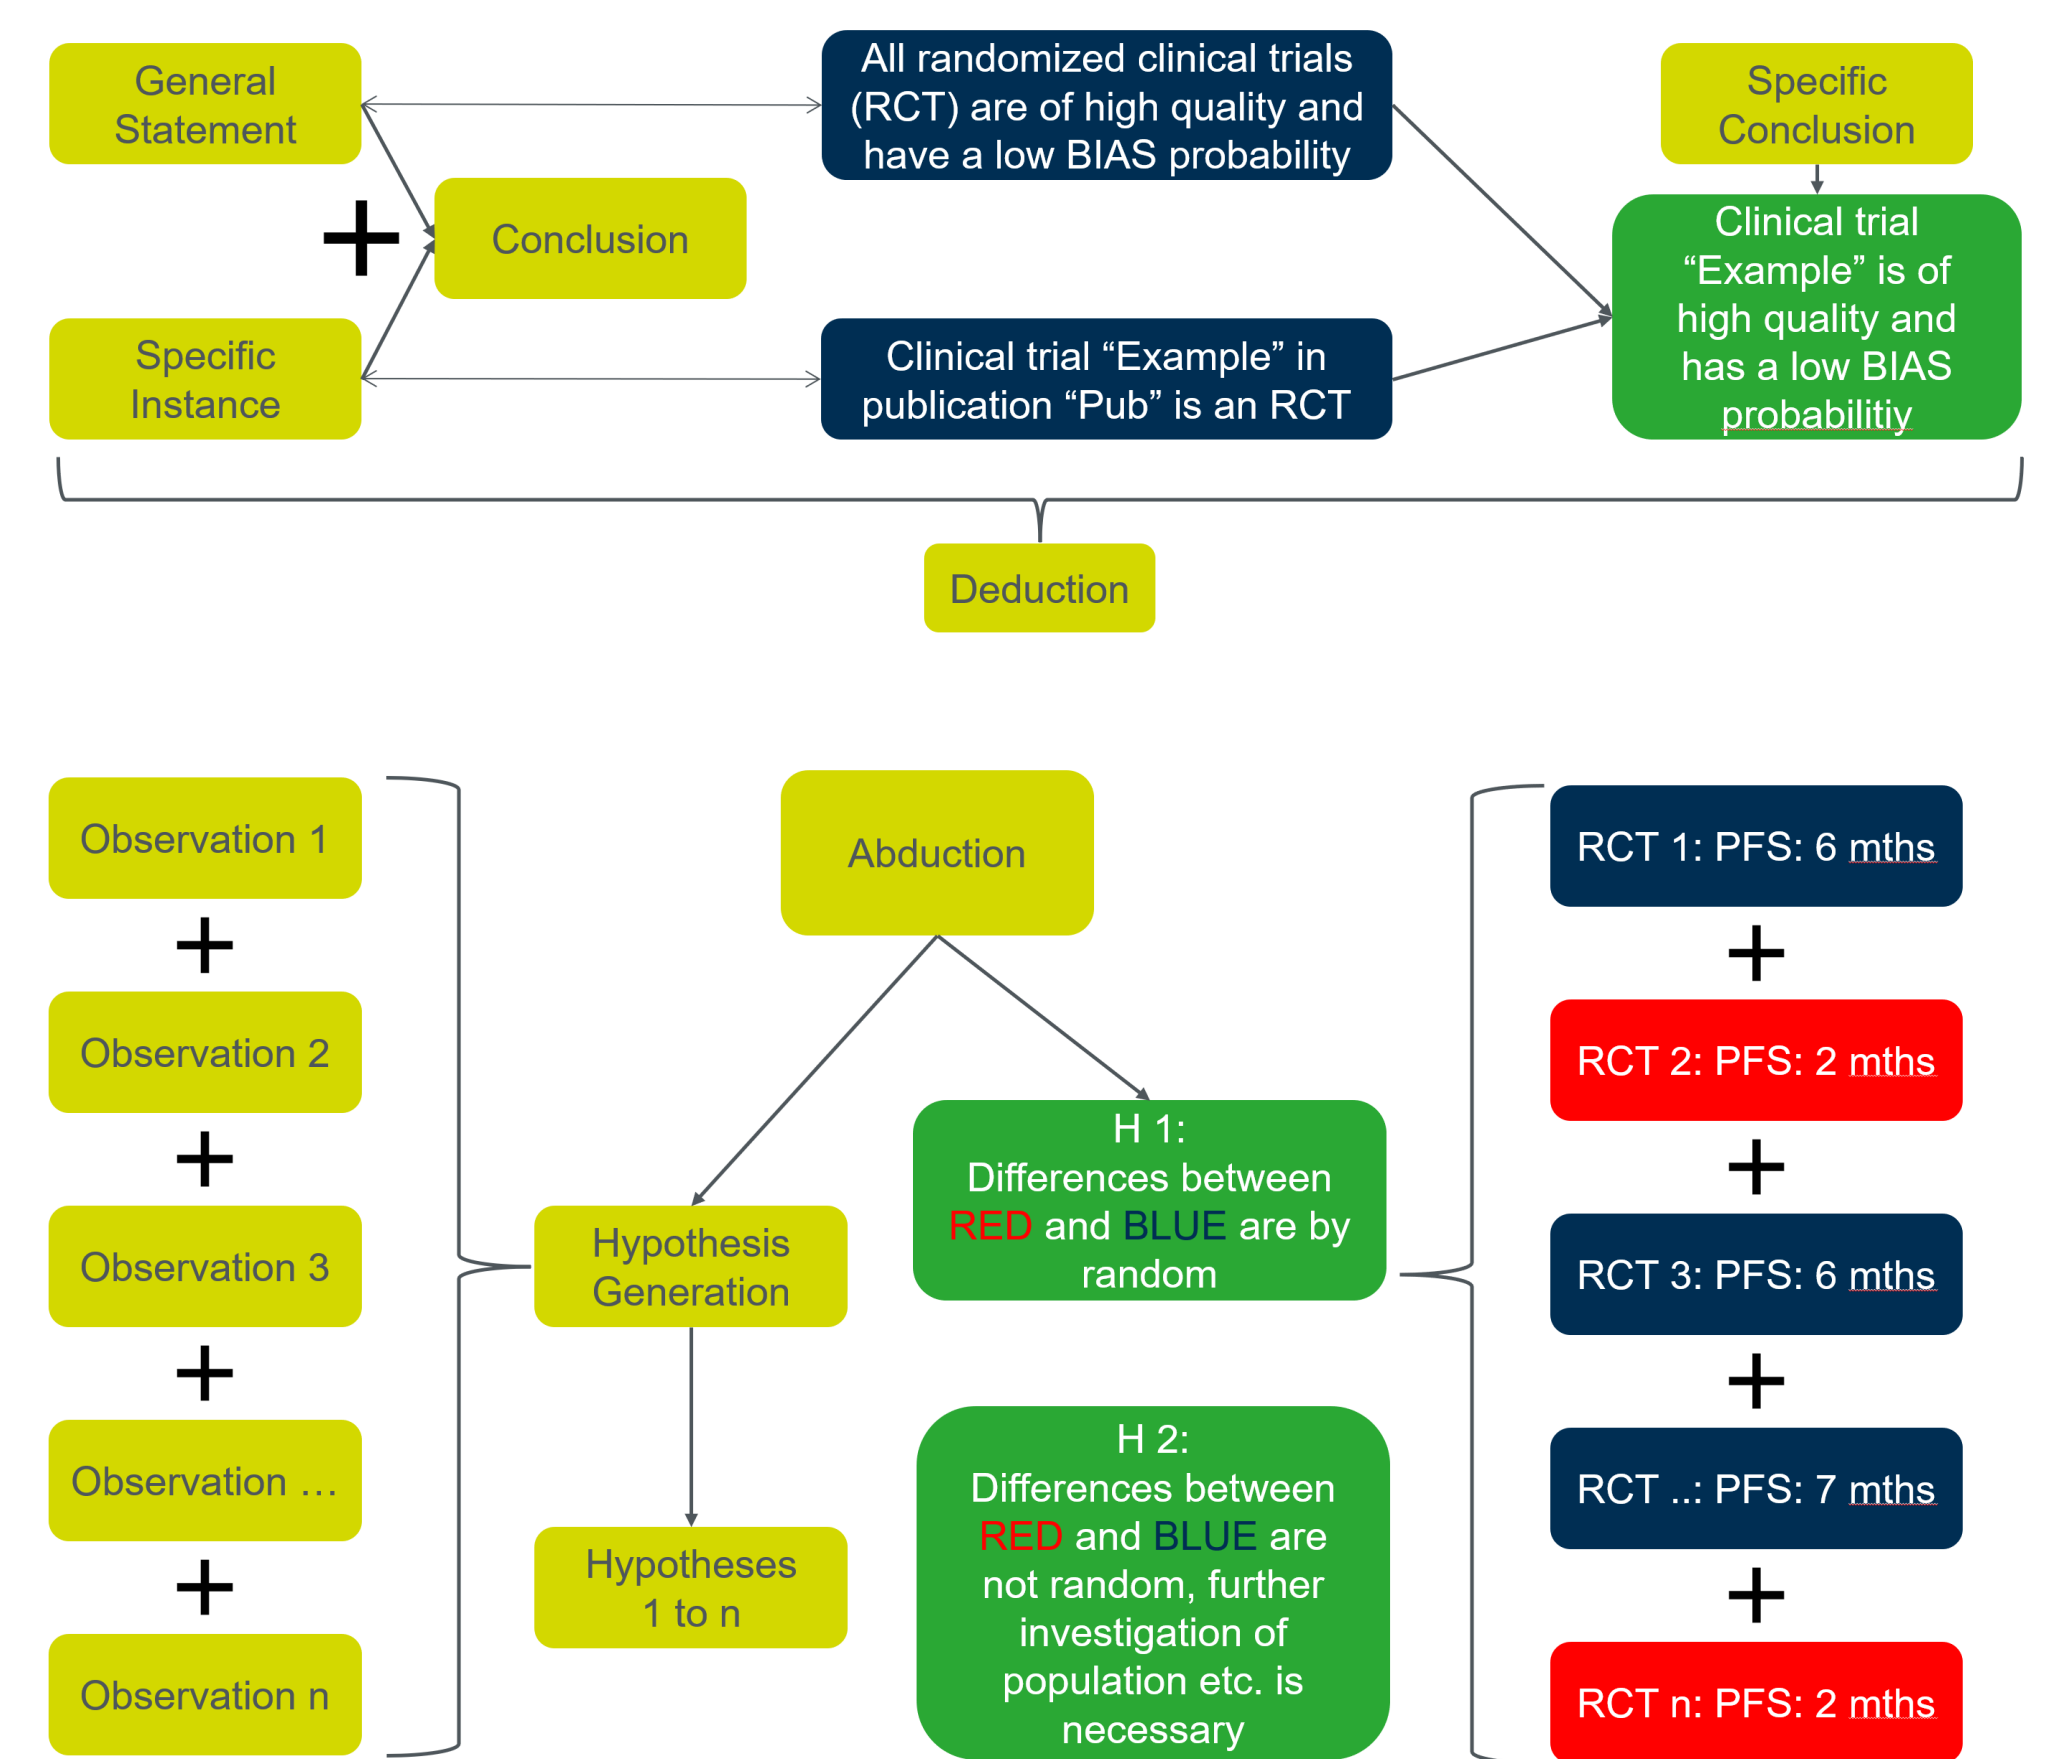 General
Statement
All randomized clinical trials
(RCT) are of high quality and
have a low BIAS probability
Specific
Conclusion
Conclusion
Specific
Instance
Clinical trial “Example” in
publication “Pub” is an RCT
Clinical trial
“Example” is of
high quality and
has a low BIAS
probabilitiy
Deduction
Observation 1
Observation 2
Observation 3
Observation …
Observation n
Abduction
Hypothesis
Generation
Hypotheses
1 to n
H 1:
Differences between
RED and BLUE are by
random
H 2:
Differences between
RED and BLUE are
not random, further
investigation of
population etc. is
necessary
RCT 1: PFS: 6 mths
RCT 2: PFS: 2 mths
RCT 3: PFS: 6 mths
RCT ..: PFS: 7 mths
RCT n: PFS: 2 mths